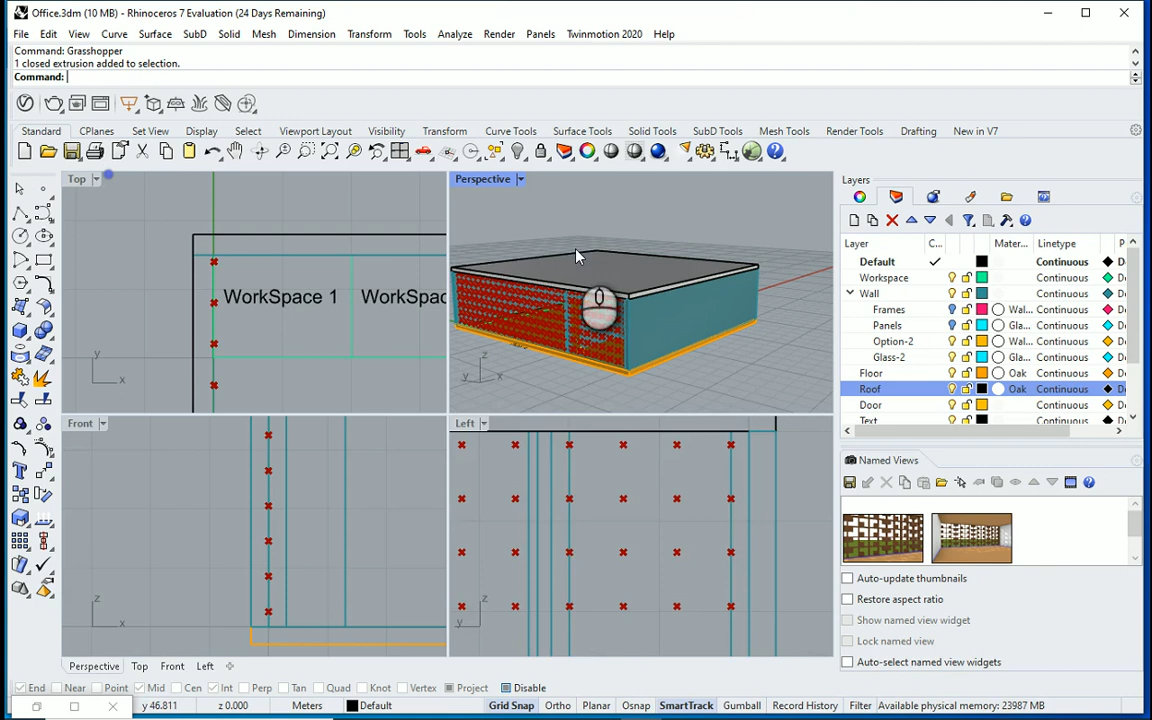 Office.3dm (10 MB) - Rhinoceros 7 Evaluation (24 Days Remaining)
File Edit View Curve Surface SubD Solid Mesh Dimension Transform Tools Analyze Render Panels Twinmotion 2020 Help
Command: Grasshopper
1 closed extrusion added to selection.
Command:
Standard CPlanes Set View Display Select Viewport Layout Visibility Transform Curve Tools Surface Tools Solid Tools SubD Tools Mesh Tools Render Tools Drafting New in V7
Top
Perspective
WorkSpace 1 WorkSpac
y x
z y x
Front
Left
z x
z y
Layers
Layer C... Mater... Linetype P
Default Continuous D
Workspace Continuous D
Wall Continuous D
Frames Wal... Continuous D
Panels Gla... Continuous D
Option-2 Wal... Continuous D
Glass-2 Gla... Continuous D
Floor Oak Continuous D
Roof Oak Continuous D
Door Continuous D
Text Continuous D
Named Views
Auto-update thumbnails
Restore aspect ratio
Show named view widget
Lock named view
Auto-select named view widgets
Perspective Top Front Left
End Near Point Mid Cen Int Perp Tan Quad Knot Vertex Project Disable
y 46.811 z 0.000 Meters Default Grid Snap Ortho Planar Osnap SmartTrack Gumball Record History Filter Available physical memory: 23987 MB